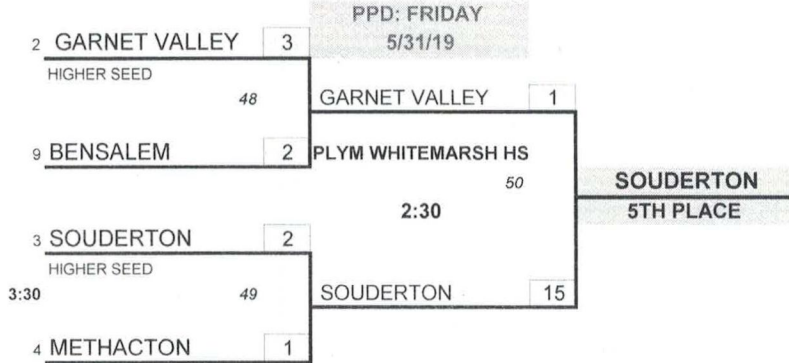 PPD: FRIDAY
5/31/19
2 GARNET VALLEY 3
HIGHER SEED
48
GARNET VALLEY 1
9 BENSALEM 2
PLYM WHITEMARSH HS
50
2:30
SOUDERTON
5TH PLACE
3 SOUDERTON 2
HIGHER SEED
3:30
49
SOUDERTON 15
4 METHACTON 1